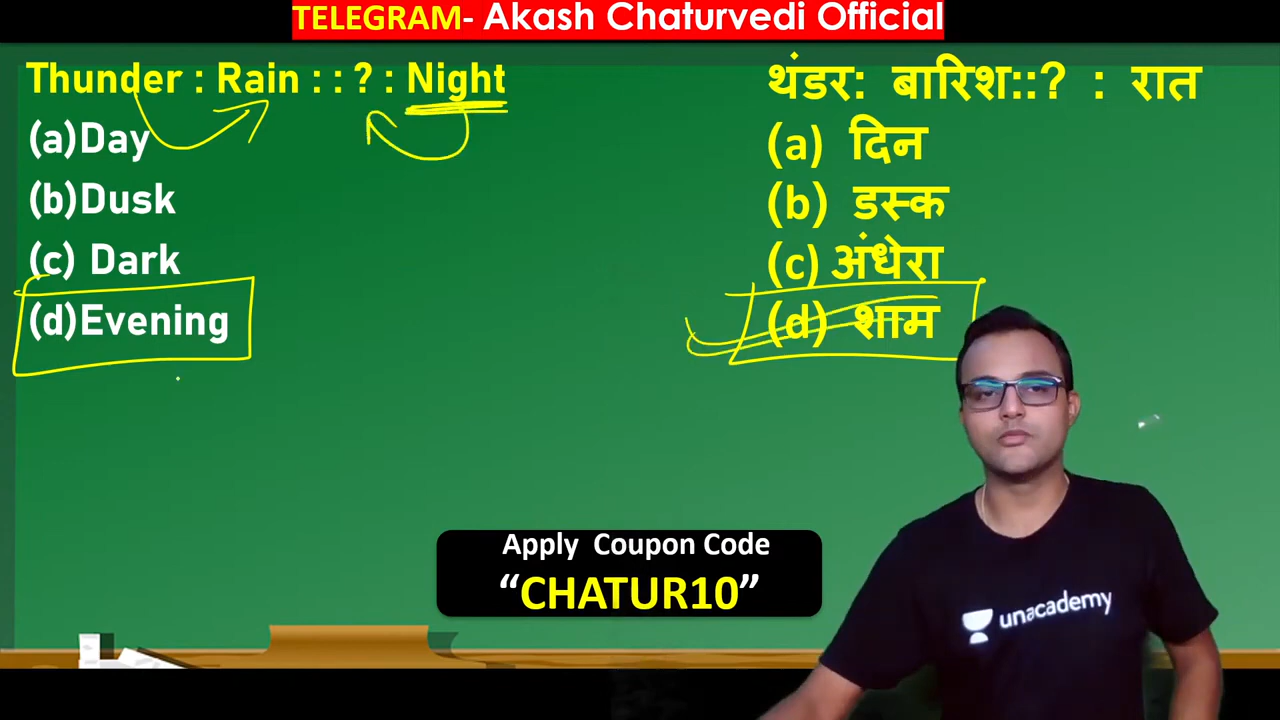 TELEGRAM- Akash Chaturvedi Official
Thunder : Rain : : ? : Night
(a)Day
(b)Dusk
(c) Dark
(d)Evening
थंडर: बारिश::? : रात
(a) दिन
(b) डस्क
(c) अंधेरा
(d) शाम
Apply Coupon Code
“CHATUR10”
unacademy